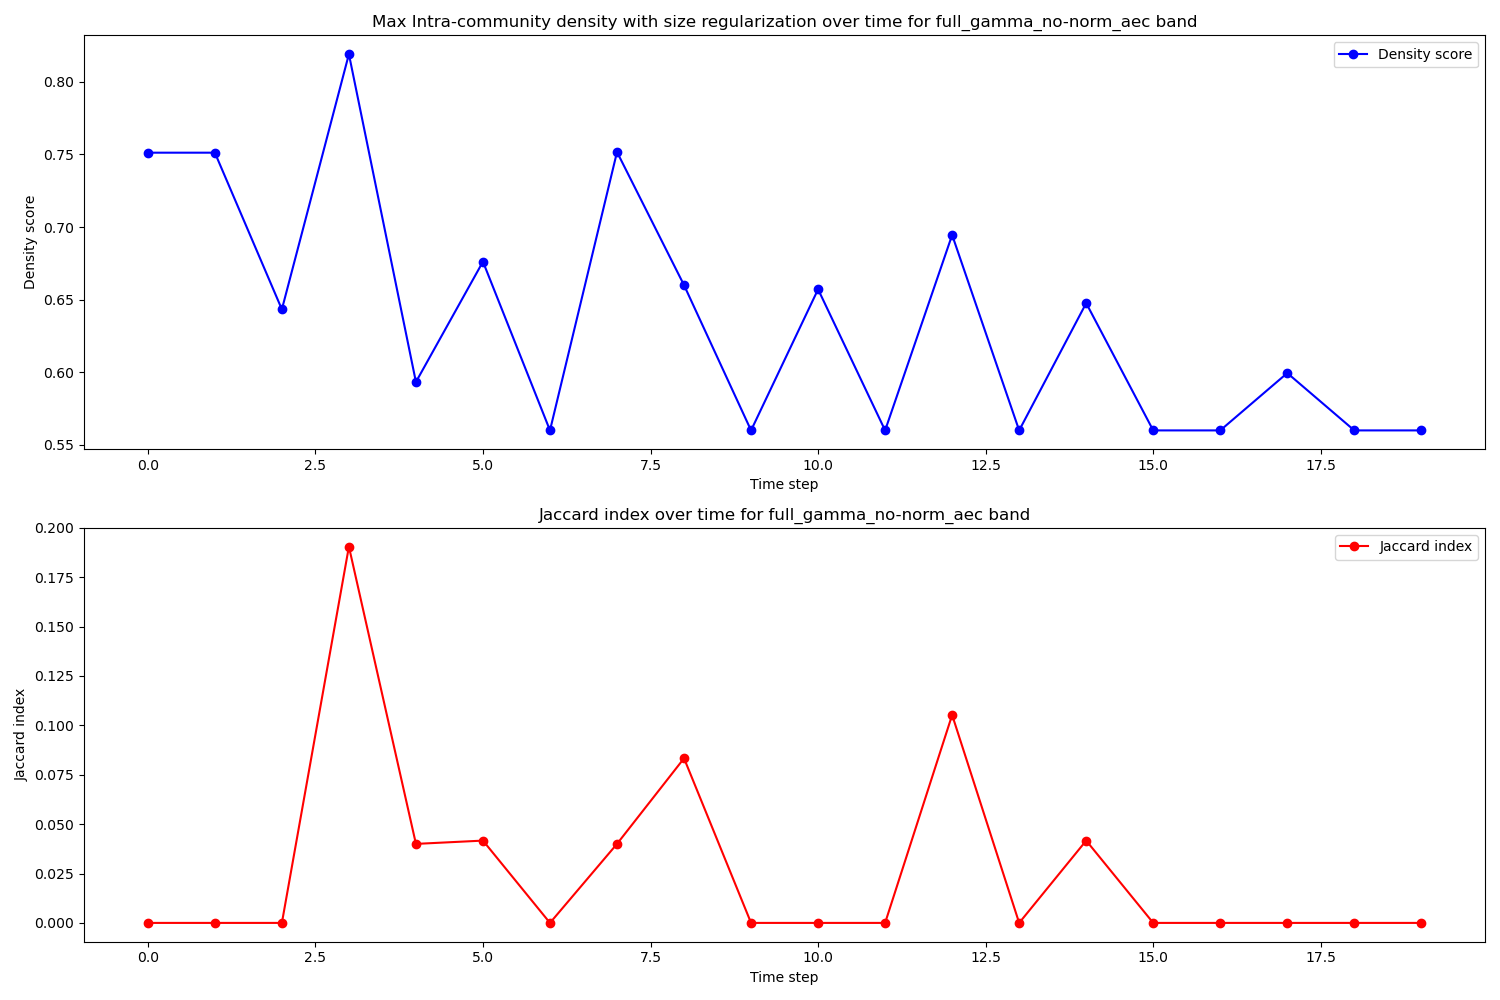 Max Intra-community density with size regularization over time for full_gamma_no-norm_aec band
Density score
0.80
0.75
0.70
0.65
0.60
0.55
Density score
0.0 2.5 5.0 7.5 10.0 12.5 15.0 17.5
Time step
Jaccard index over time for full_gamma_no-norm_aec band
Jaccard index
0.200
0.175
0.150
0.125
0.100
0.075
0.050
0.025
0.000
Jaccard index
0.0 2.5 5.0 7.5 10.0 12.5 15.0 17.5
Time step